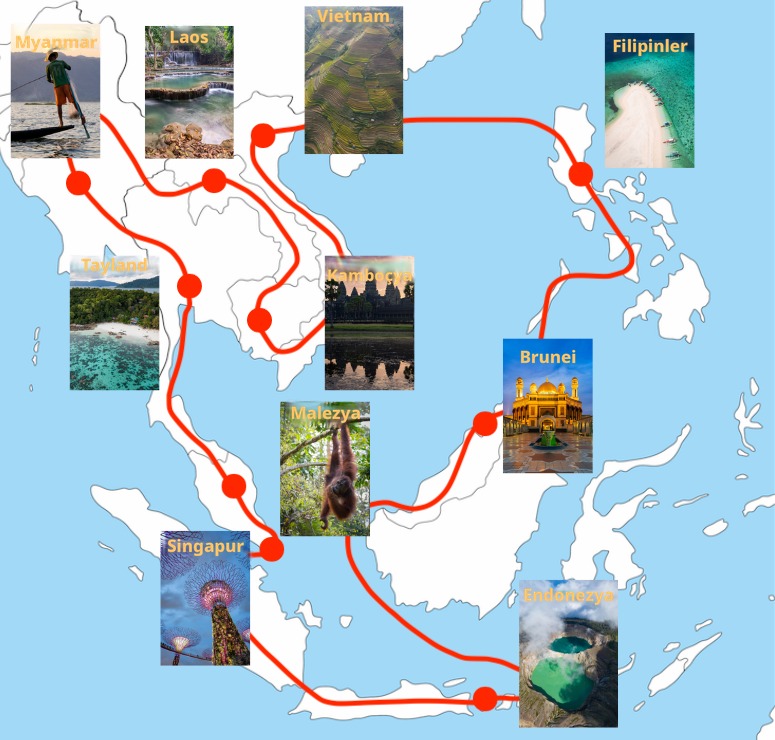 Myanmar
Laos
Vietnam
Filipinler
Tayland
Kamboçya
Brunei
Malezya
Singapur
Endonezya